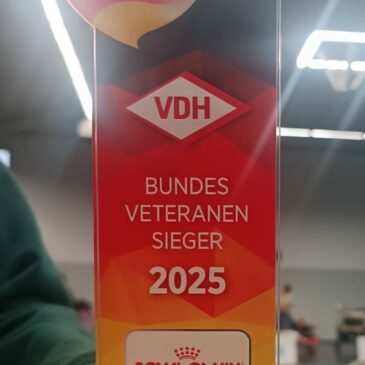 VDH
BUNDES
VETERANEN
SIEGER
2025